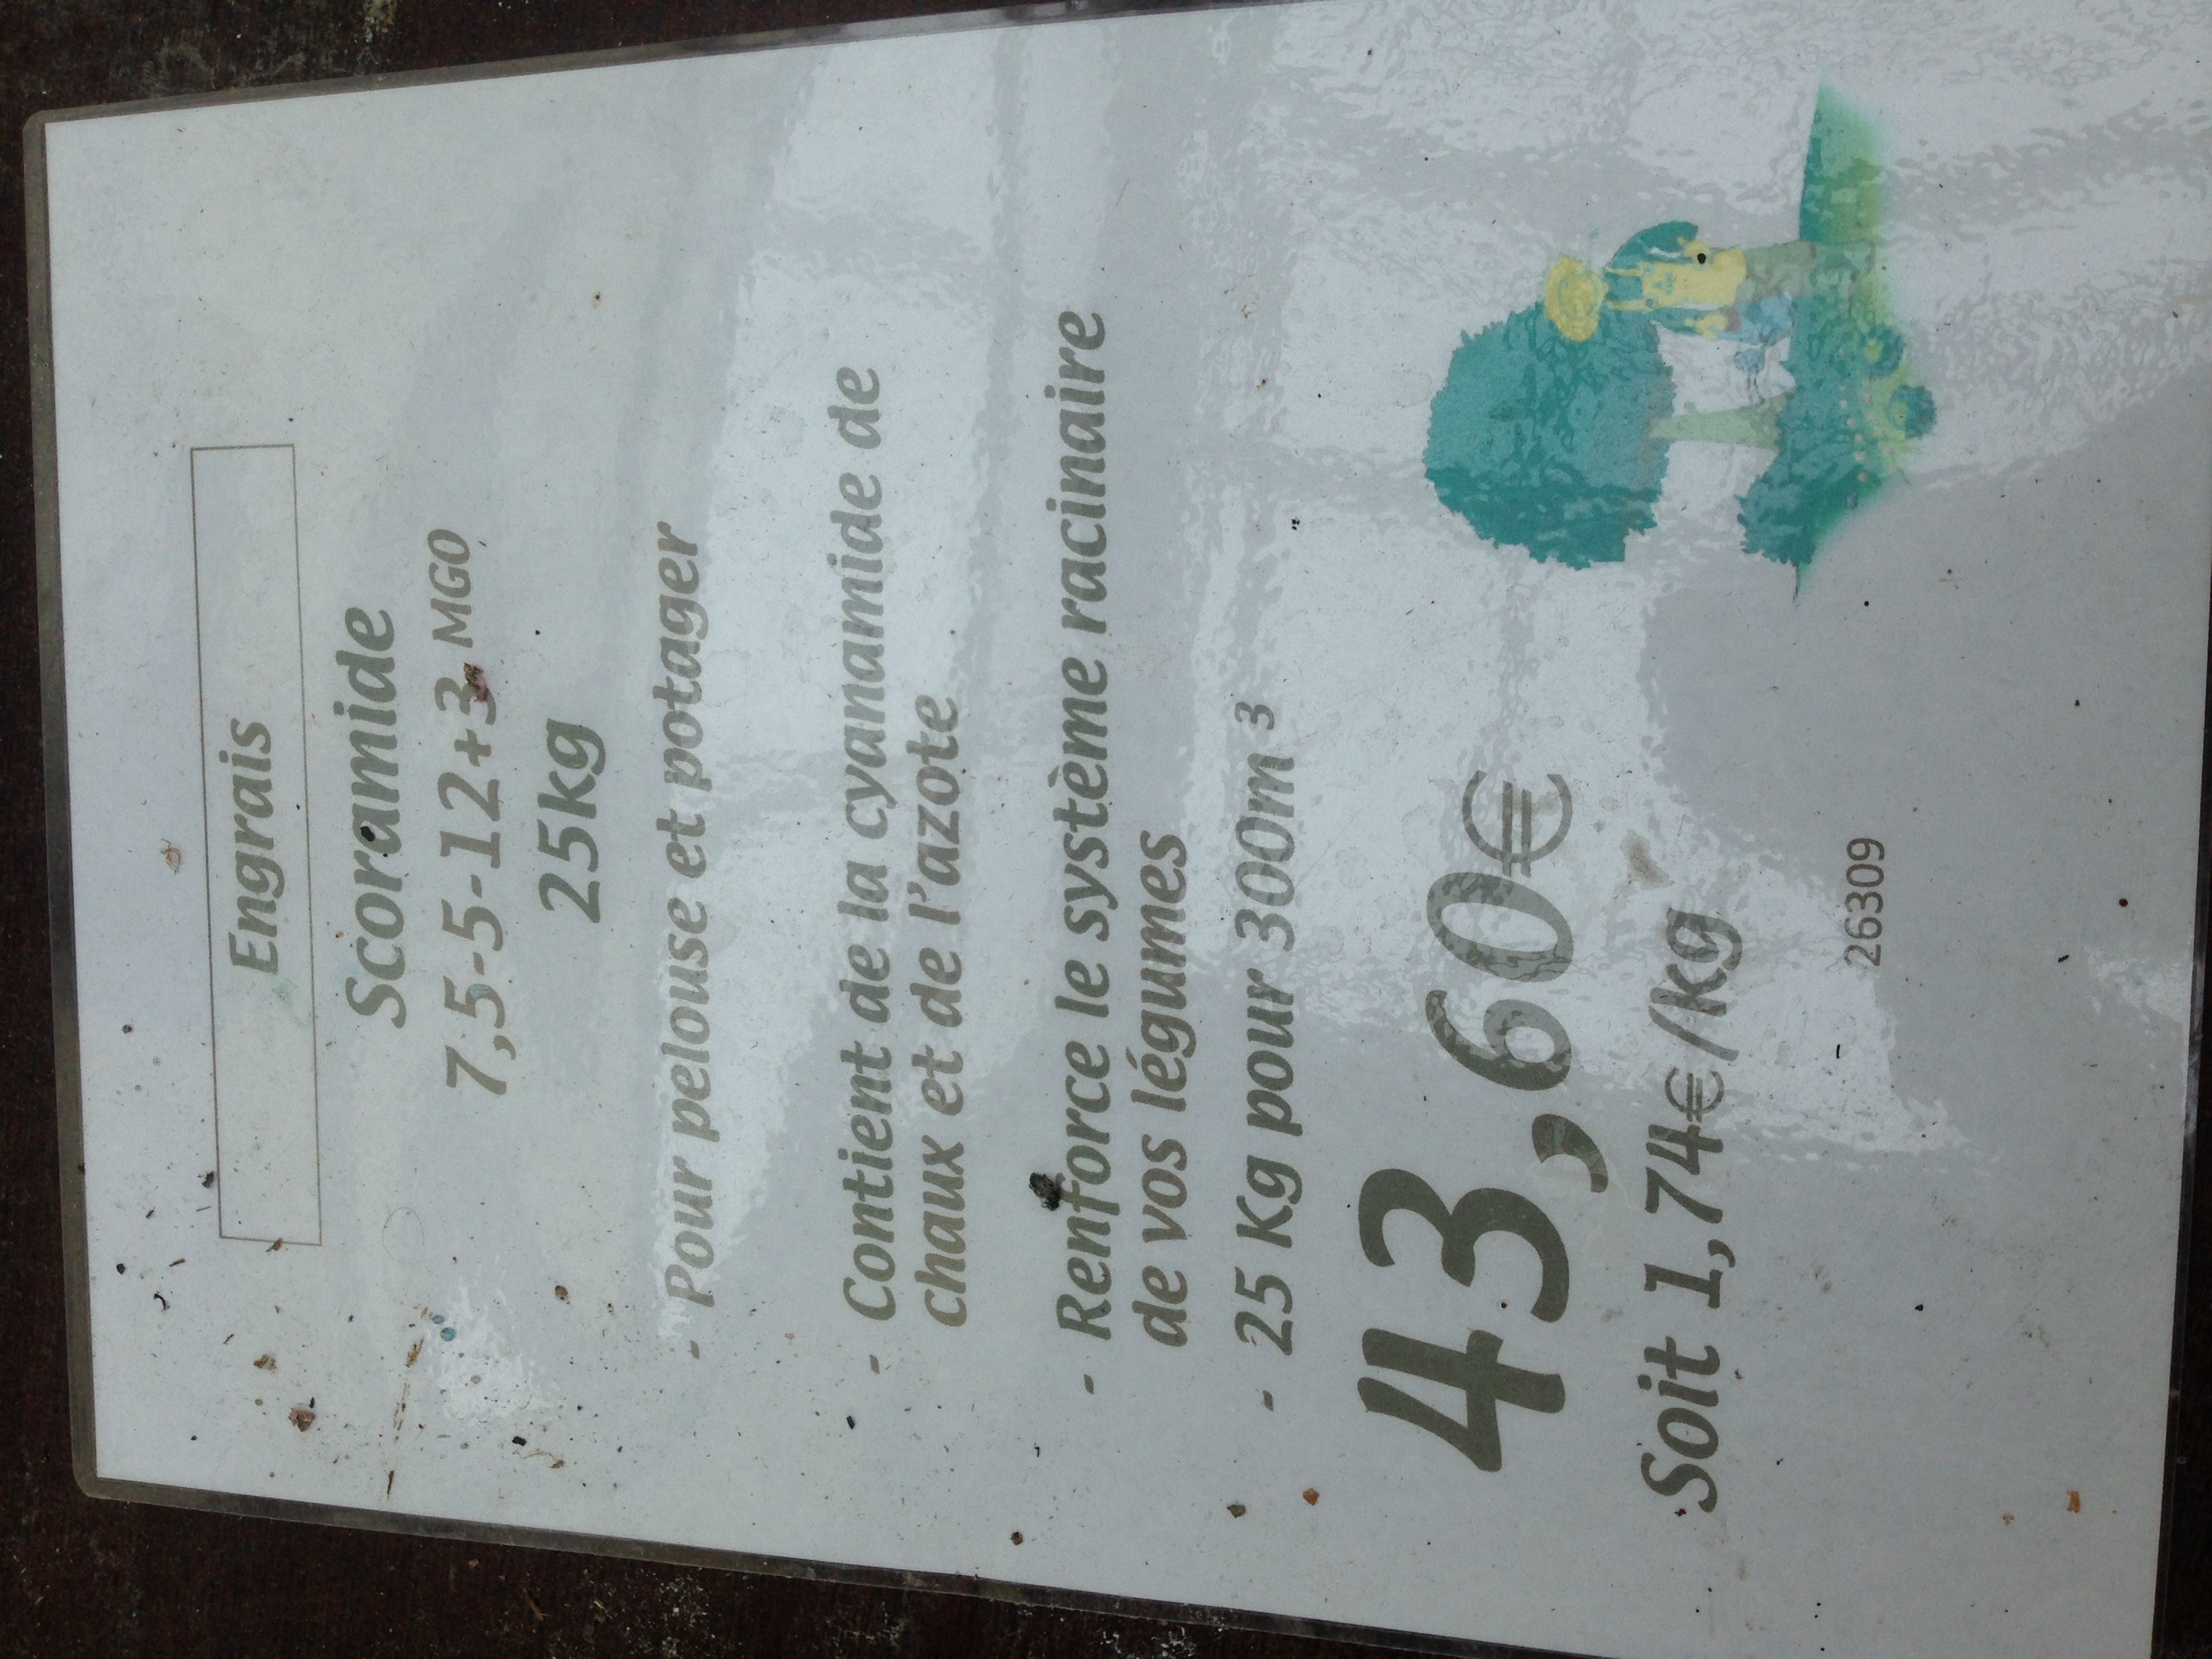 Engrais
Scoramide
7,5-5-12+3 MGO
25kg
- Pour pelouse et potager
- Contient de la cyanamide de
chaux et de l'azote
- Renforce le système racinaire
de vos légumes
- 25 Kg pour 300m³
43,60€
Soit 1,74€/kg
26309